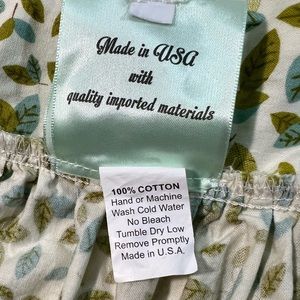 Made in USA
with
quality imported materials
100% COTTON
Hand or Machine
Wash Cold Water
No Bleach
Tumble Dry Low
Remove Promptly
Made in U.S.A.